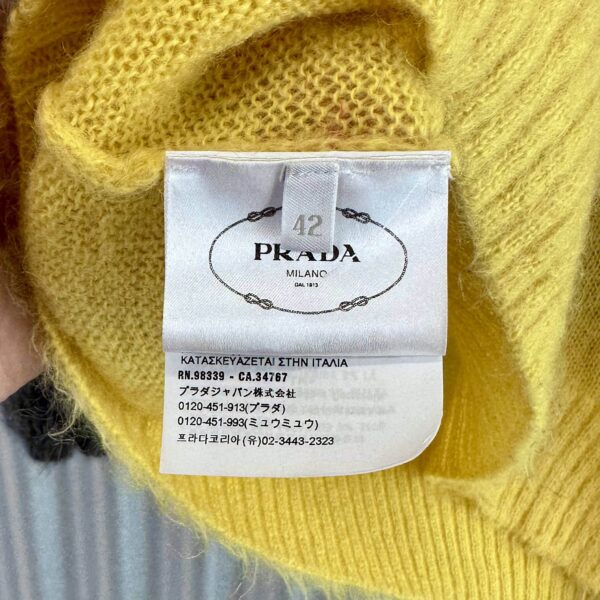 42
PRADA
MILANO
DAL 1913
ΚΑΤΑΣΚΕΥΑΖΕΤΑΙ ΣΤΗΝ ΙΤΑΛΙΑ
RN.98339 - CA.34767
プラダジャパン株式会社
0120-451-913(プラダ)
0120-451-993(ミュウミュウ)
프라다코리아 (유)02-3443-2323